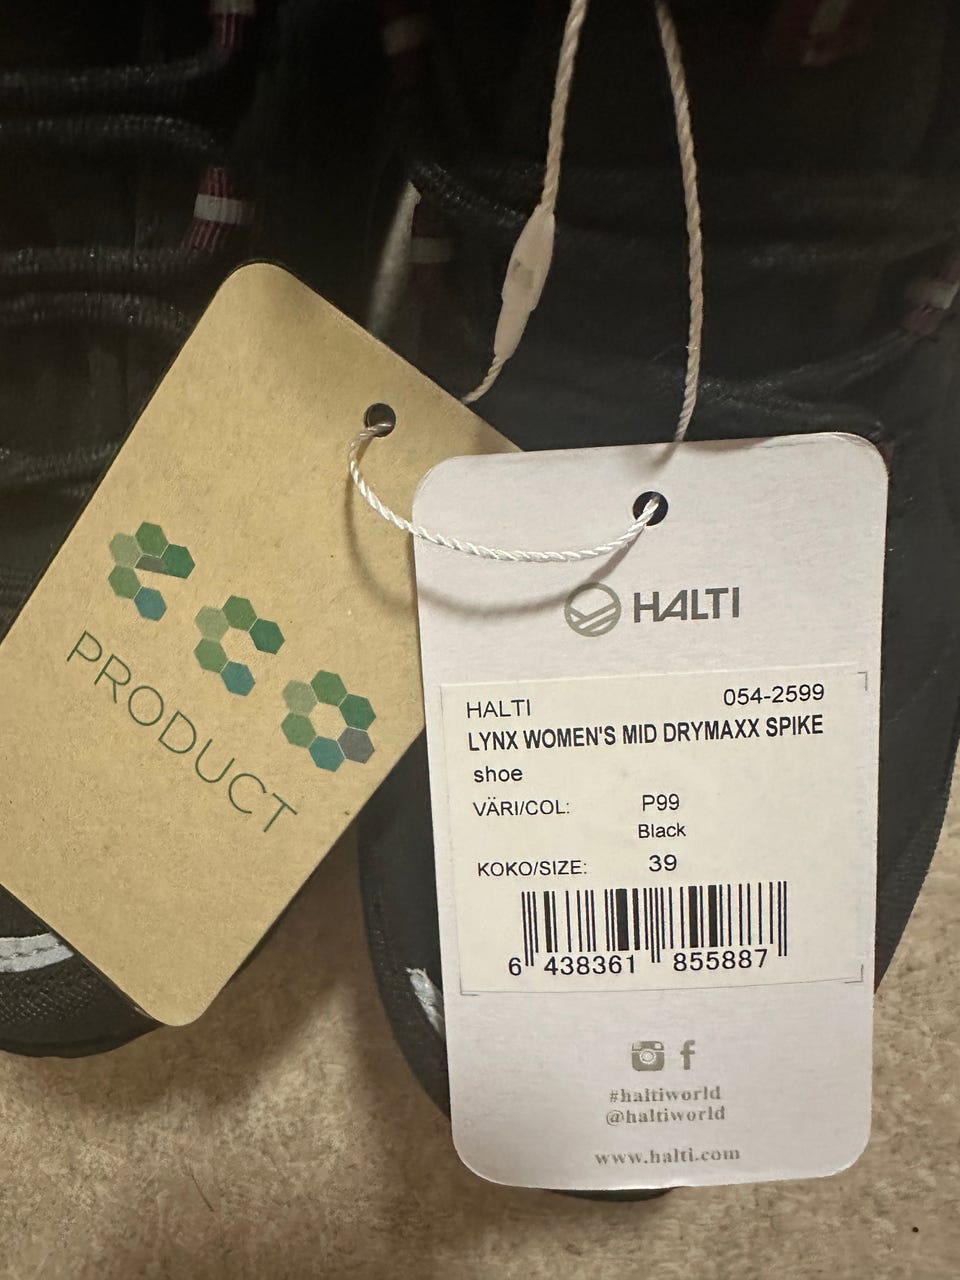 eco
PRODUCT
HALTI
HALTI 054-2599
LYNX WOMEN'S MID DRYMAXX SPIKE
shoe
VÄRI/COL: P99
Black
KOKO/SIZE: 39
6 438361 855887
#haltiworld
@haltiworld
www.halti.com